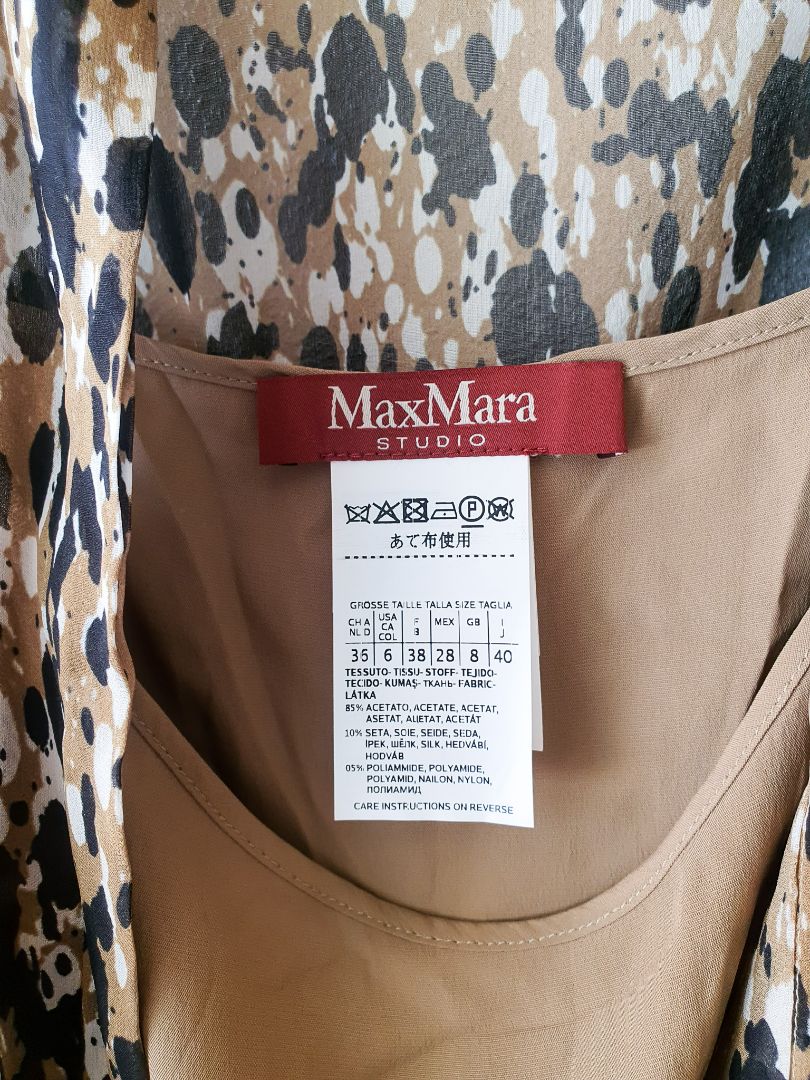 MaxMara
STUDIO
P W
あて布使用
GRÖSSE TAILLE TALLA SIZE TAGLIA
CH A NL D USA CA COL F B MEX GB I J
36 6 38 28 8 40
TESSUTO- TISSU- STOFF- TEJIDO-
TECIDO- KUMAŞ- ТКАНЬ- FABRIC-
LÁTKA
85% ACETATO, ACETATE, ACETAT,
ASETAT, АЦЕТАТ, ACETÁT
10% SETA, SOIE, SEIDE, SEDA,
İPEK, ШЁЛК, SILK, HEDVÁBÍ,
HODVÁB
05% POLIAMMIDE, POLYAMIDE,
POLYAMID, NAILON, NYLON,
ПОЛИАМИД
CARE INSTRUCTIONS ON REVERSE